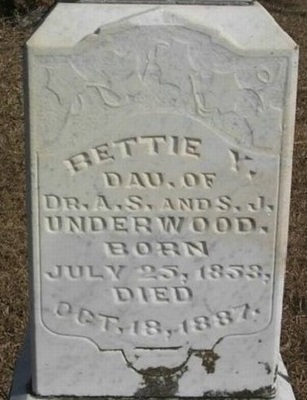 BETTIE Y.
DAU. OF
DR. A. S. AND S. J.
UNDERWOOD.
BORN
JULY 25, 1858,
DIED
OCT, 18, 1887.